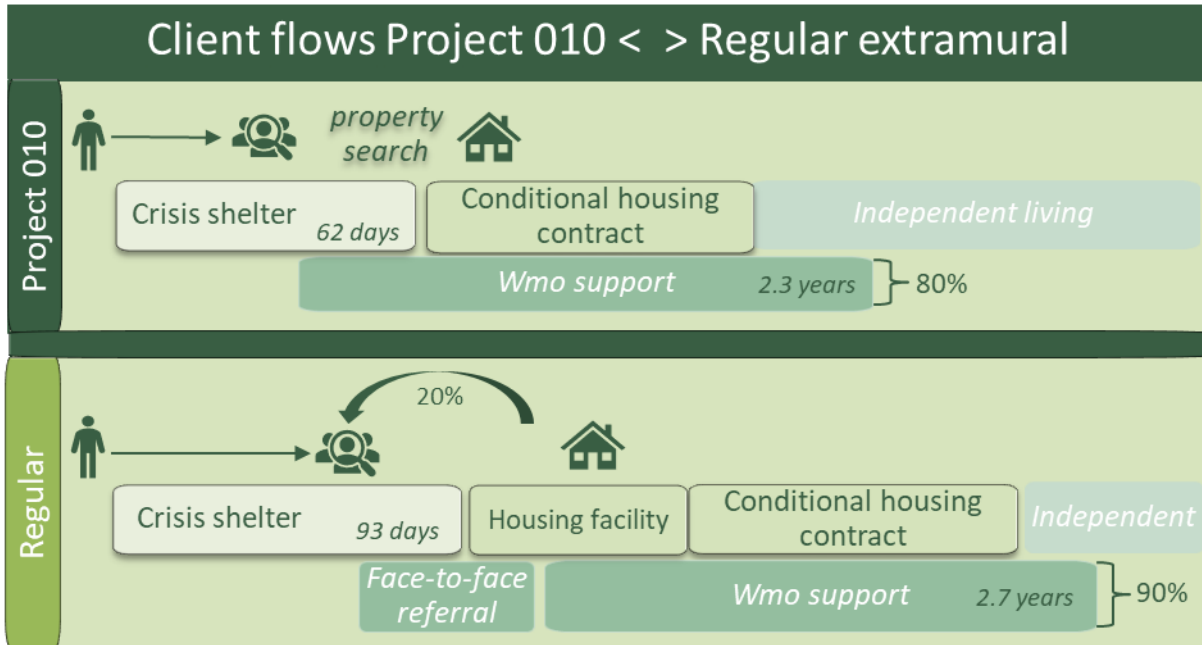 Client flows Project 010 < > Regular extramural
Project 010
property
search
Crisis shelter
62 days
Conditional housing
contract
Independent living
Wmo support
2.3 years
80%
Regular
20%
Crisis shelter
93 days
Housing facility
Conditional housing
contract
Independent
Face-to-face
referral
Wmo support
2.7 years
90%